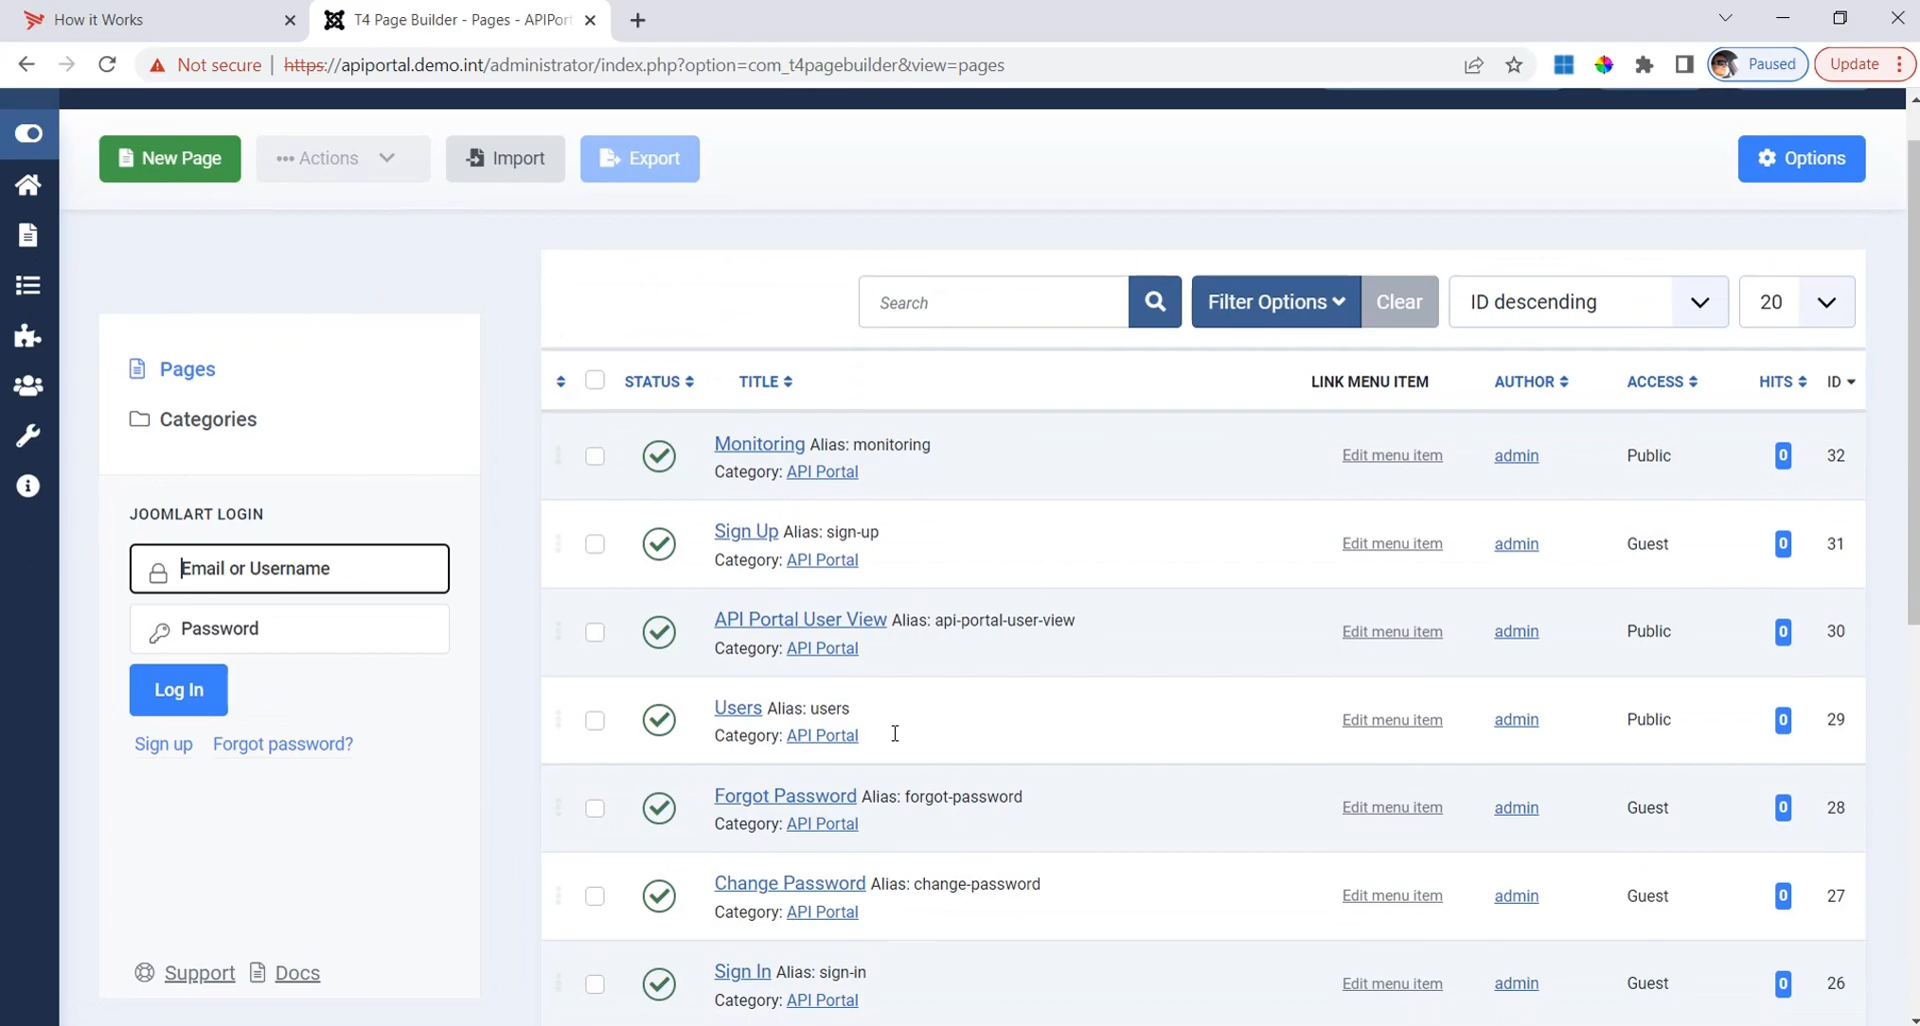 How it Works
T4 Page Builder - Pages - APIPort
Not secure
https://apiportal.demo.int/administrator/index.php?option=com_t4pagebuilder&view=pages
Paused
Update
New Page
Actions
Import
Export
Options
Search
Filter Options
Clear
ID descending
20
Pages
Categories
STATUS TITLE LINK MENU ITEM AUTHOR ACCESS HITS ID
Monitoring Alias: monitoring
Category: API Portal
Edit menu item admin Public 0 32
JOOMLART LOGIN
Email or Username
Password
Log In
Sign up Forgot password?
Support Docs
Sign Up Alias: sign-up
Category: API Portal
Edit menu item admin Guest 0 31
API Portal User View Alias: api-portal-user-view
Category: API Portal
Edit menu item admin Public 0 30
Users Alias: users
Category: API Portal
Edit menu item admin Public 0 29
Forgot Password Alias: forgot-password
Category: API Portal
Edit menu item admin Guest 0 28
Change Password Alias: change-password
Category: API Portal
Edit menu item admin Guest 0 27
Sign In Alias: sign-in
Category: API Portal
Edit menu item admin Guest 0 26